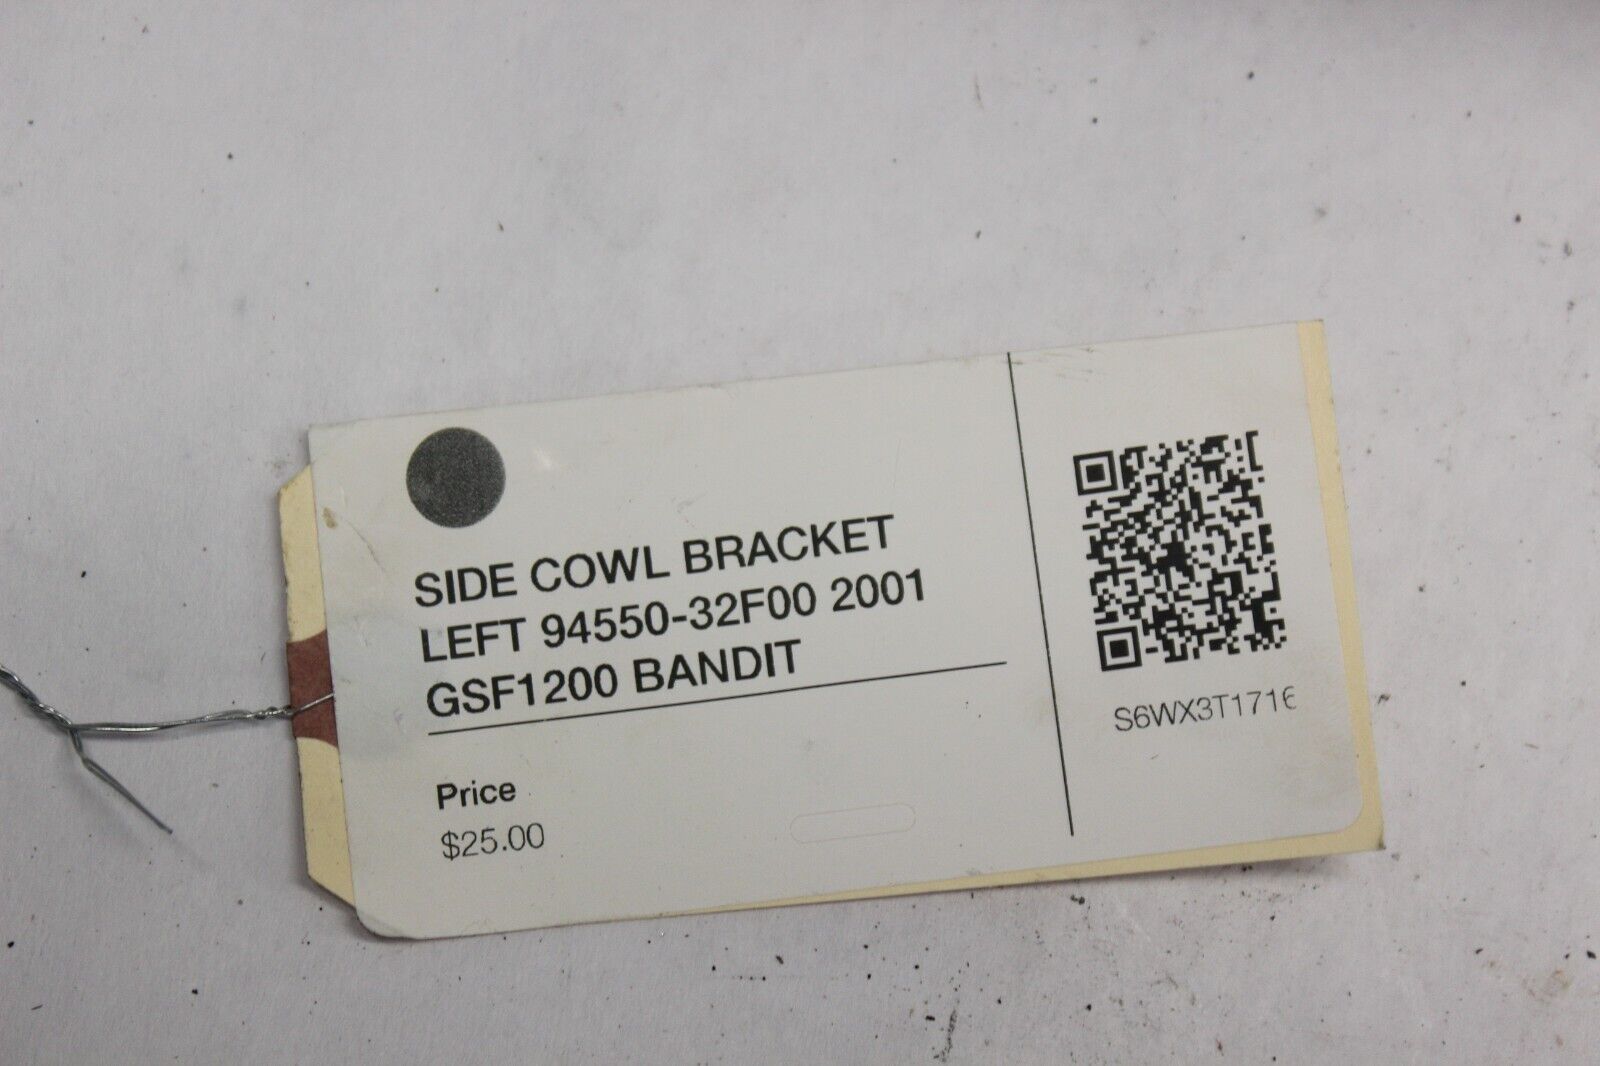 SIDE COWL BRACKET
LEFT 94550-32F00 2001
GSF1200 BANDIT
Price
$25.00
S6WX3T1716